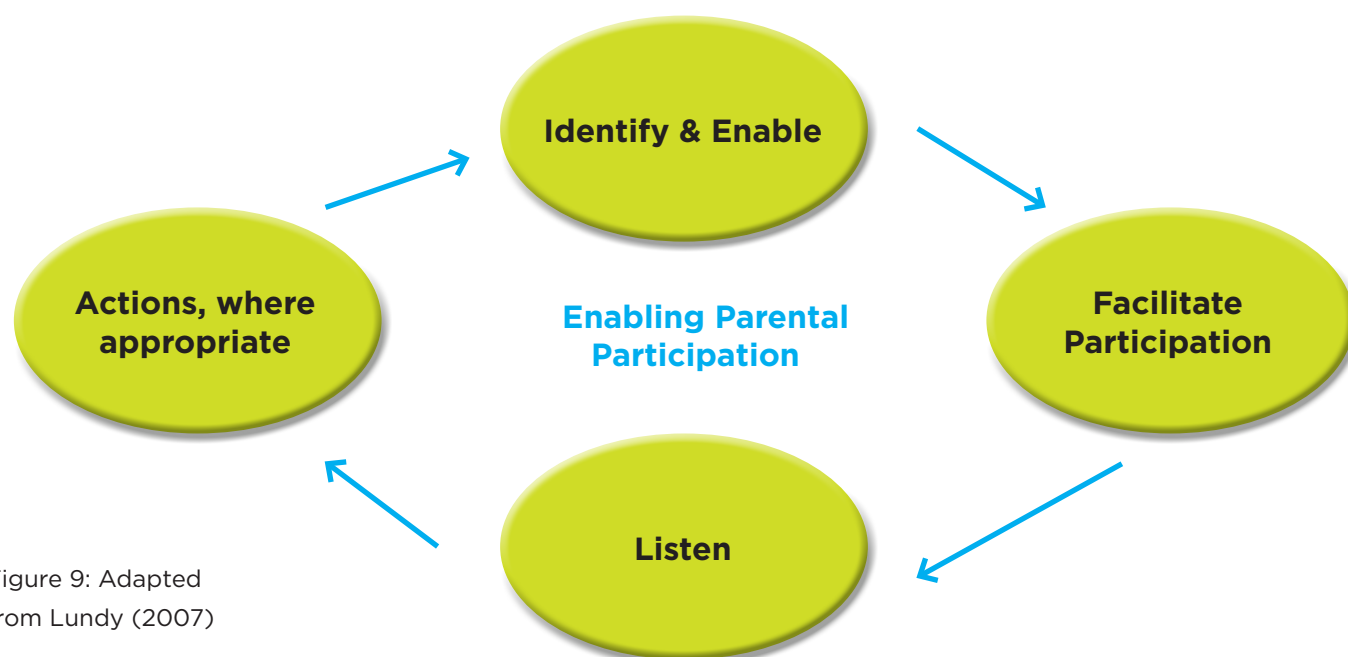 Identify & Enable
Actions, where
appropriate
Enabling Parental
Participation
Facilitate
Participation
Listen
igure 9: Adapted
rom Lundy (2007)